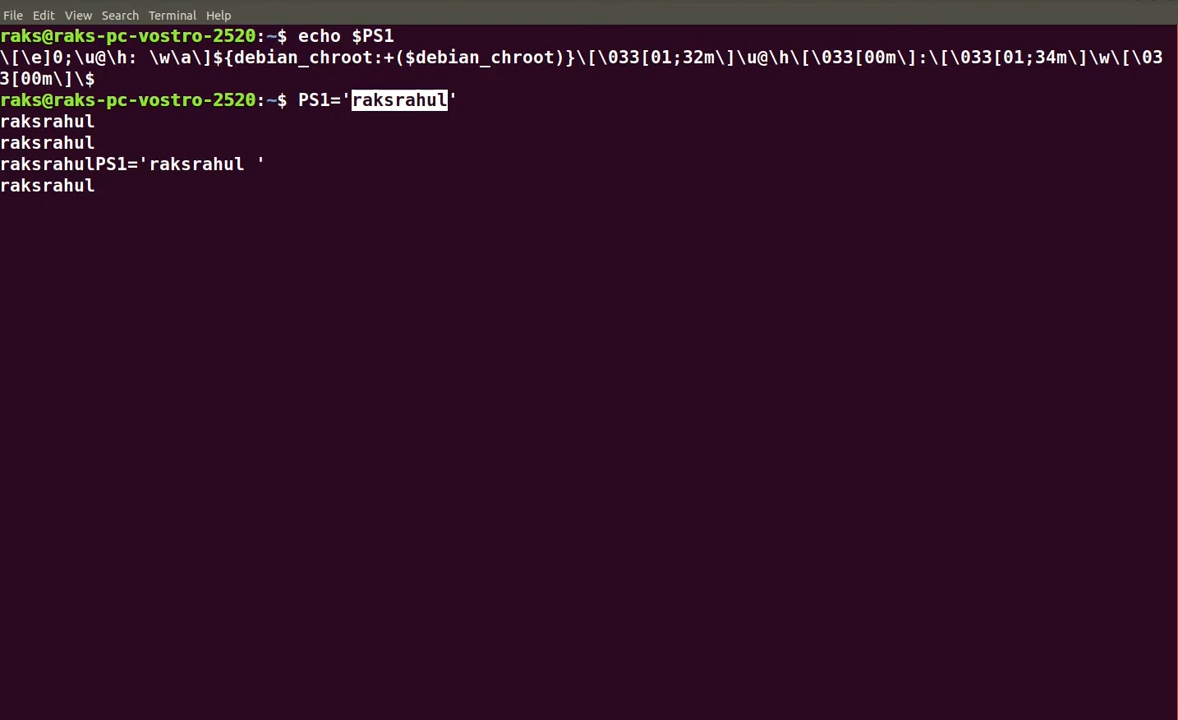 File Edit View Search Terminal Help
raks@raks-pc-vostro-2520:~$ echo $PS1
\[\e]0;\u@\h: \w\a\]${debian_chroot:+($debian_chroot)}\[\033[01;32m\]\u@\h\[\033[00m\]:\[\033[01;34m\]\w\[\03
3[00m\]\$
raks@raks-pc-vostro-2520:~$ PS1='raksrahul'
raksrahul
raksrahul
raksrahulPS1='raksrahul '
raksrahul